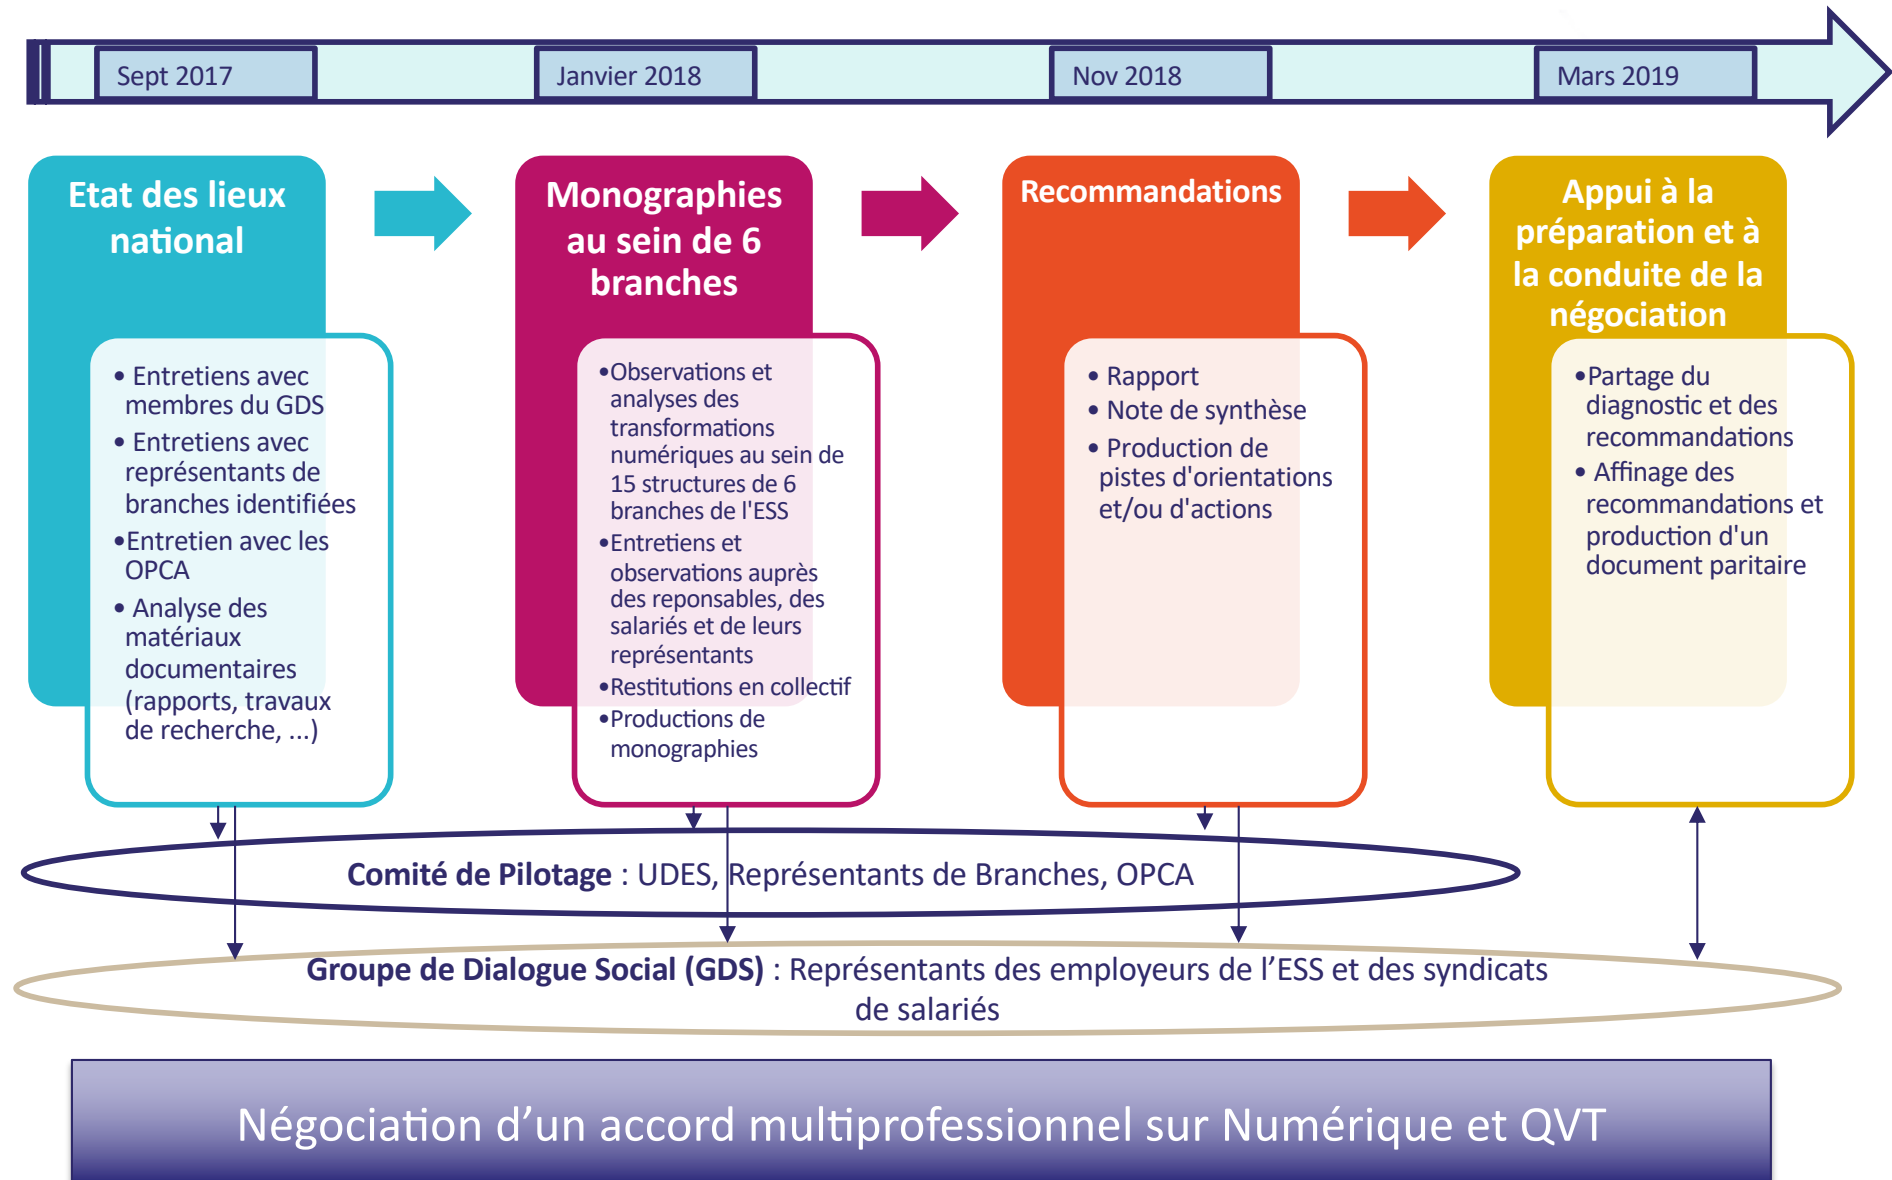 Sept 2017
Janvier 2018
Nov 2018
Mars 2019
Etat des lieux
national
• Entretiens avec
membres du GDS
• Entretiens avec
représentants de
branches identifiées
•Entretien avec les
OPCA
• Analyse des
matériaux
documentaires
(rapports, travaux
de recherche, ...)
Monographies
au sein de 6
branches
•Observations et
analyses des
transformations
numériques au sein de
15 structures de 6
branches de l'ESS
•Entretiens et
observations auprès
des reponsables, des
salariés et de leurs
représentants
•Restitutions en collectif
•Productions de
monographies
Recommandations
• Rapport
• Note de synthèse
• Production de
pistes d'orientations
et/ou d'actions
Appui à la
préparation et à
la conduite de la
négociation
•Partage du
diagnostic et des
recommandations
• Affinage des
recommandations et
production d'un
document paritaire
Comité de Pilotage : UDES, Représentants de Branches, OPCA
Groupe de Dialogue Social (GDS) : Représentants des employeurs de l’ESS et des syndicats
de salariés
Négociation d’un accord multiprofessionnel sur Numérique et QVT